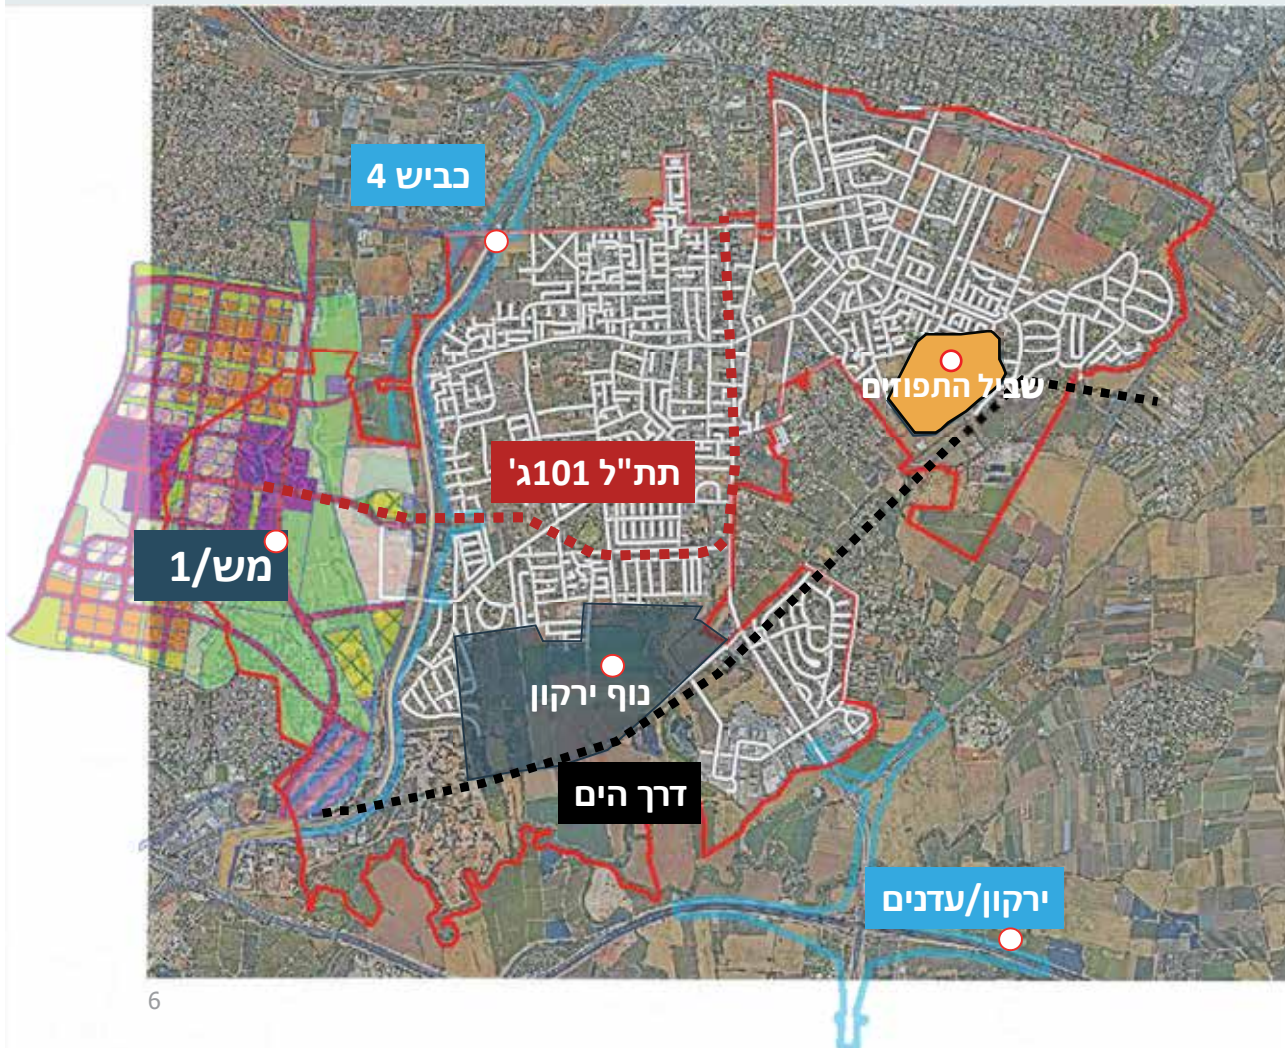 כביש 4
שביל התפוזים
תת"ל 101ג'
מש/1
נוף ירקון
דרך הים
ירקון/עדנים
6